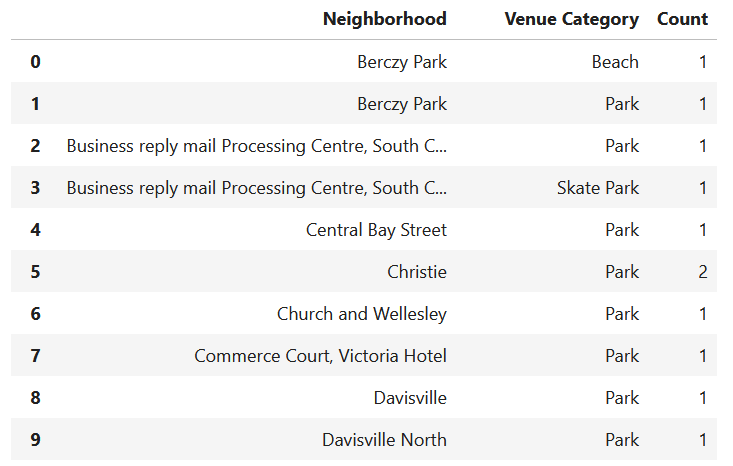 Neighborhood Venue Category Count
0 Berczy Park Beach 1
1 Berczy Park Park 1
2 Business reply mail Processing Centre, South C... Park 1
3 Business reply mail Processing Centre, South C... Skate Park 1
4 Central Bay Street Park 1
5 Christie Park 2
6 Church and Wellesley Park 1
7 Commerce Court, Victoria Hotel Park 1
8 Davisville Park 1
9 Davisville North Park 1